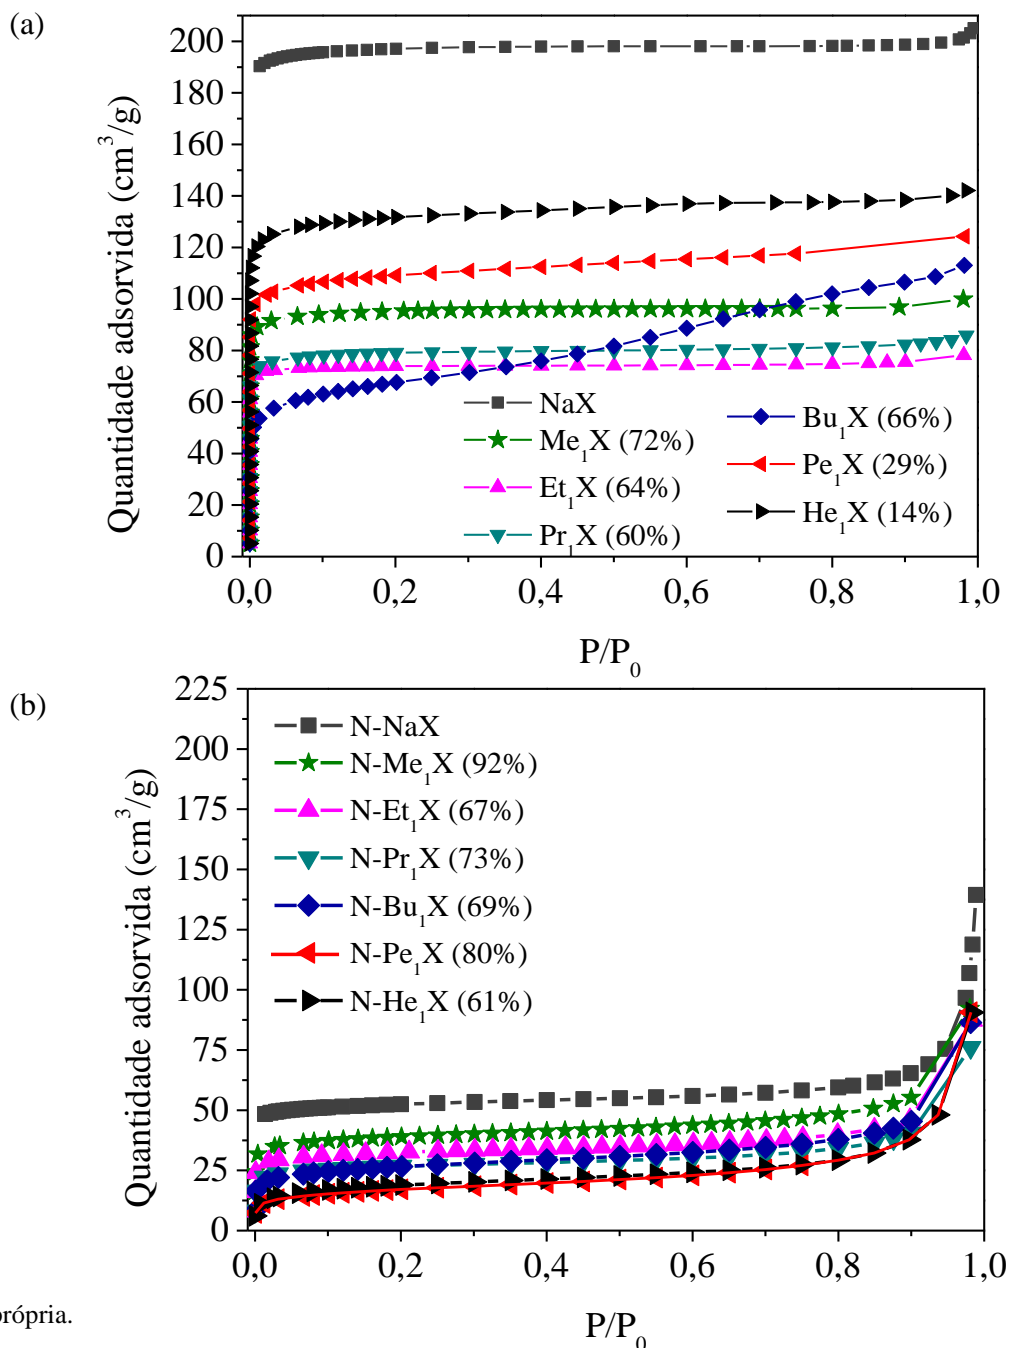 (a)
200
180
160
140
120
100
80
60
40
20
0
Quantidade adsorvida (cm³/g)
NaX
Me₁X (72%)
Et₁X (64%)
Pr₁X (60%)
Bu₁X (66%)
Pe₁X (29%)
He₁X (14%)
0,0 0,2 0,4 0,6 0,8 1,0
P/P₀
(b)
225
200
175
150
125
100
75
50
25
0
Quantidade adsorvida (cm³/g)
N-NaX
N-Me₁X (92%)
N-Et₁X (67%)
N-Pr₁X (73%)
N-Bu₁X (69%)
N-Pe₁X (80%)
N-He₁X (61%)
0,0 0,2 0,4 0,6 0,8 1,0
P/P₀
rópria.